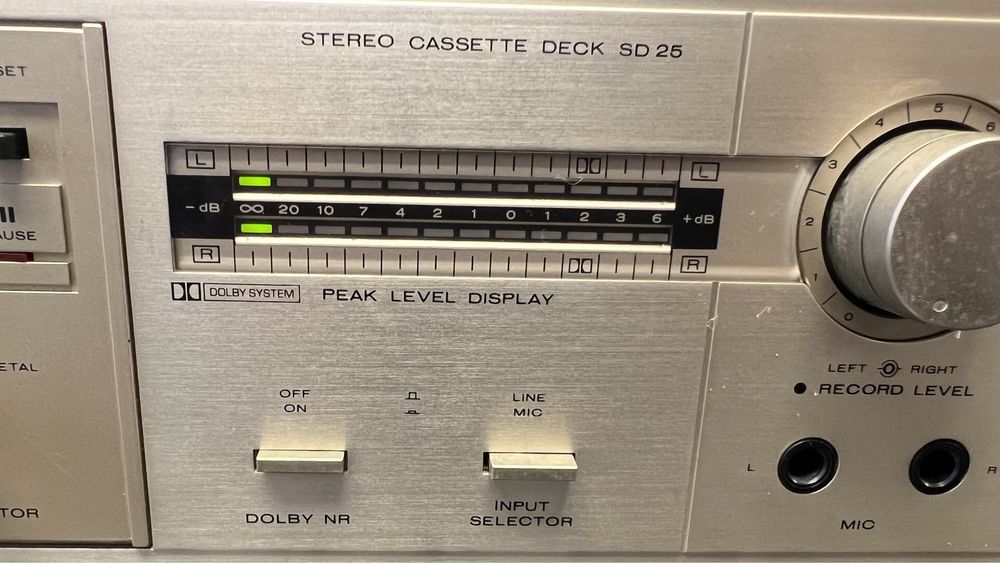 STEREO CASSETTE DECK SD 25
SET
L
L
- dB ∞ 20 10 7 4 2 1 0 1 2 3 6 + dB
R
R
AUSE
DOLBY SYSTEM
PEAK LEVEL DISPLAY
0 1 2 3 4 5 6
ETAL
OFF
ON
LINE
MIC
LEFT RIGHT
RECORD LEVEL
L
R
TOR
DOLBY NR
INPUT
SELECTOR
MIC